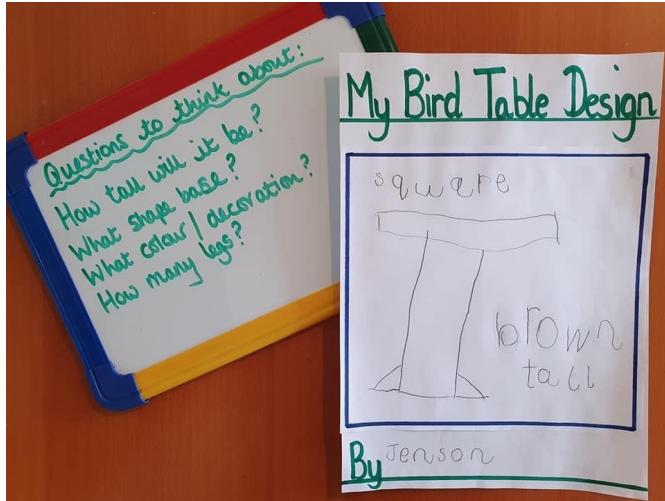 Questions to think about:
How tall will it be?
What shape base?
What colour/decoration?
How many legs?
My Bird Table Design
square
brown
tall
By Jenson